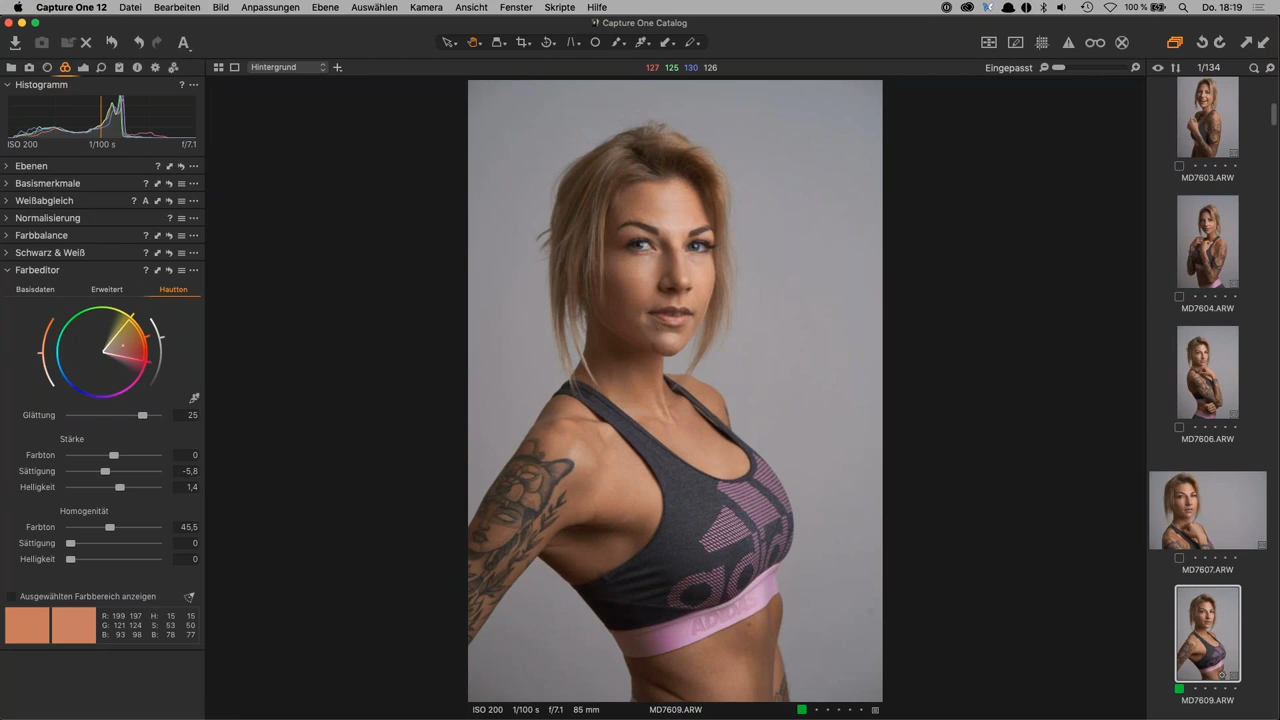 Capture One 12 Datei Bearbeiten Bild Anpassungen Ebene Auswählen Kamera Ansicht Fenster Skripte Hilfe 100 % Do. 18:19
Capture One Catalog
Hintergrund 127 125 130 126 Eingepasst 1/134
Histogramm
ISO 200 1/100 s f/7.1
Ebenen
Basismerkmale
Weißabgleich
Normalisierung
Farbbalance
Schwarz & Weiß
Farbeditor
Basisdaten Erweitert Hautton
Glättung 25
Stärke
Farbton 0
Sättigung -5,8
Helligkeit 1,4
Homogenität
Farbton 45,5
Sättigung 0
Helligkeit 0
Ausgewählten Farbbereich anzeigen
R: 199 197 H: 15 15
G: 121 124 S: 53 50
B: 93 98 B: 78 77
adidas
ADIDAS
ISO 200 1/100 s f/7.1 85 mm MD7609.ARW
MD7603.ARW
MD7604.ARW
MD7606.ARW
MD7607.ARW
MD7609.ARW